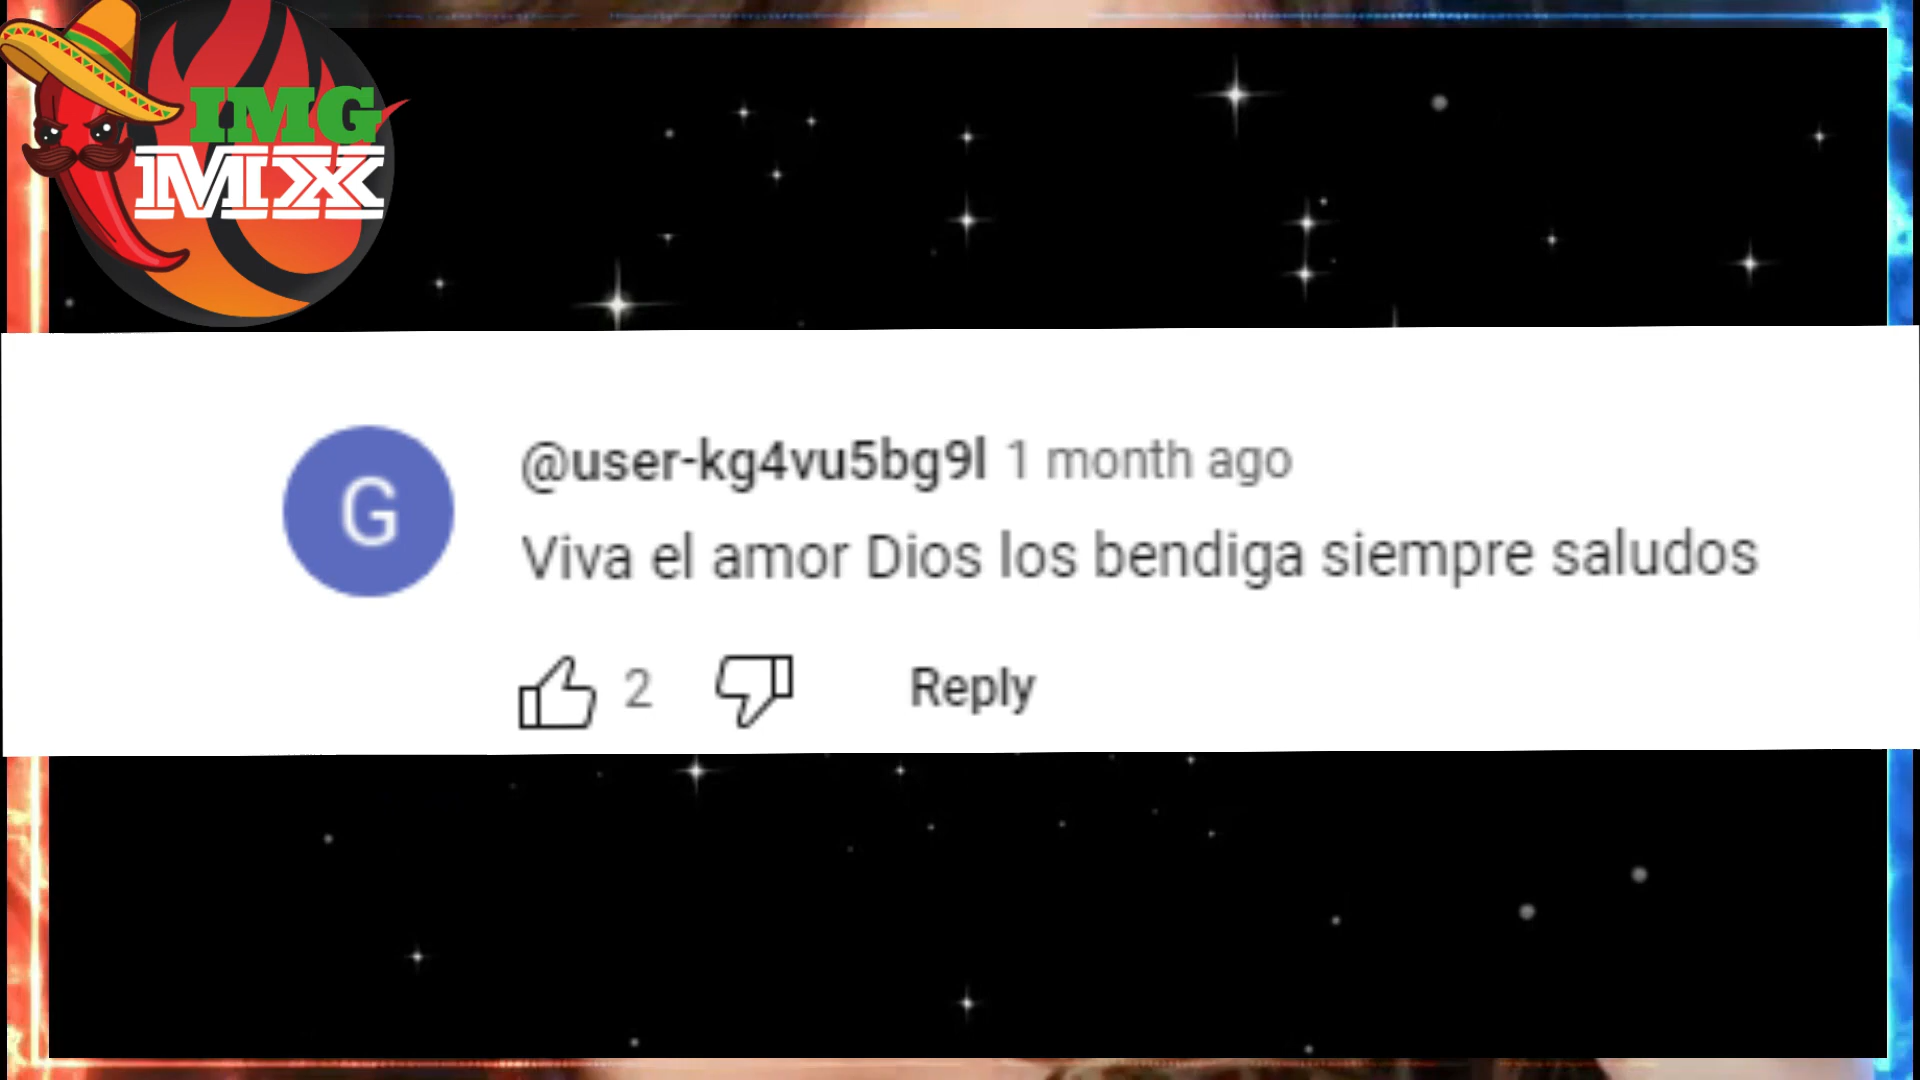 IMG
MX
G
@user-kg4vu5bg9l 1 month ago
Viva el amor Dios los bendiga siempre saludos
2
Reply